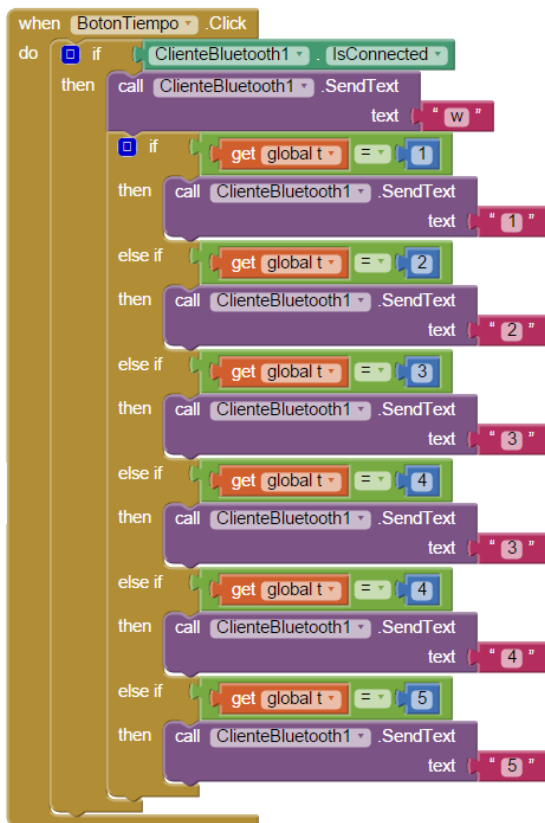 when BotonTiempo .Click
do if ClienteBluetooth1 . IsConnected
then call ClienteBluetooth1 .SendText
text " w "
if get global t = 1
then call ClienteBluetooth1 .SendText
text " 1 "
else if get global t = 2
then call ClienteBluetooth1 .SendText
text " 2 "
else if get global t = 3
then call ClienteBluetooth1 .SendText
text " 3 "
else if get global t = 4
then call ClienteBluetooth1 .SendText
text " 3 "
else if get global t = 4
then call ClienteBluetooth1 .SendText
text " 4 "
else if get global t = 5
then call ClienteBluetooth1 .SendText
text " 5 "